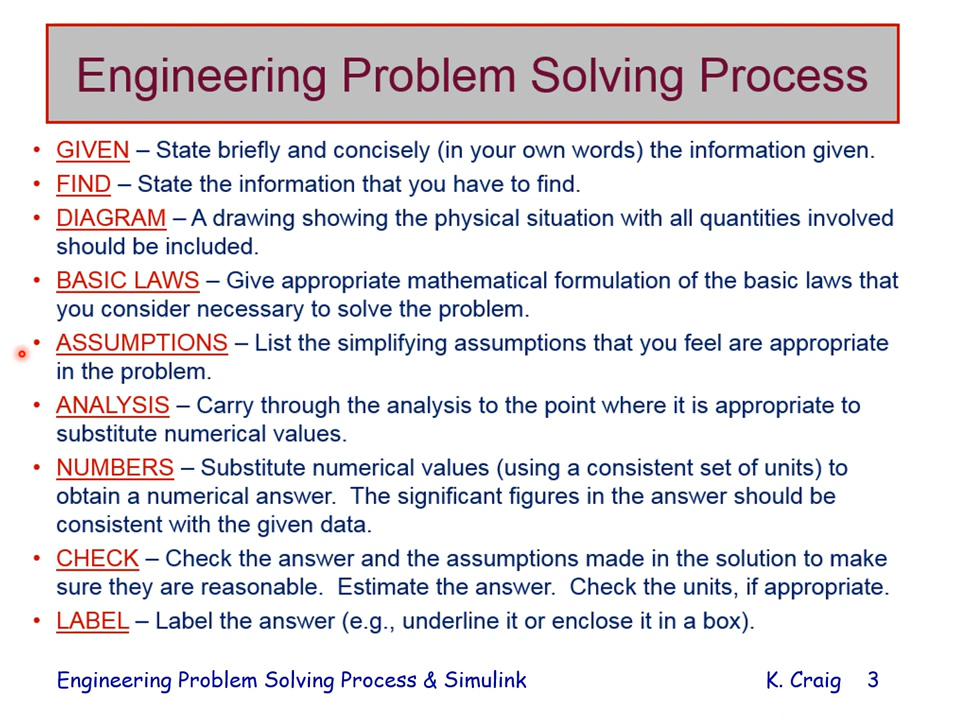 Engineering Problem Solving Process
• GIVEN – State briefly and concisely (in your own words) the information given.
• FIND – State the information that you have to find.
• DIAGRAM – A drawing showing the physical situation with all quantities involved
should be included.
• BASIC LAWS – Give appropriate mathematical formulation of the basic laws that
you consider necessary to solve the problem.
• ASSUMPTIONS – List the simplifying assumptions that you feel are appropriate
in the problem.
• ANALYSIS – Carry through the analysis to the point where it is appropriate to
substitute numerical values.
• NUMBERS – Substitute numerical values (using a consistent set of units) to
obtain a numerical answer.  The significant figures in the answer should be
consistent with the given data.
• CHECK – Check the answer and the assumptions made in the solution to make
sure they are reasonable.  Estimate the answer.  Check the units, if appropriate.
• LABEL – Label the answer (e.g., underline it or enclose it in a box).
Engineering Problem Solving Process & Simulink K. Craig 3